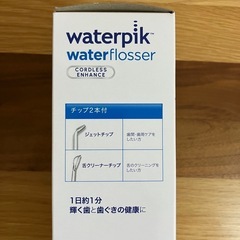 waterpik™
waterflosser
CORDLESS
ENHANCE
チップ2本付
ジェットチップ
歯間・歯周ケアを
したい方
舌クリーナーチップ
舌のクリーニングを
したい方
1日約1分
輝く歯と歯ぐきの健康に